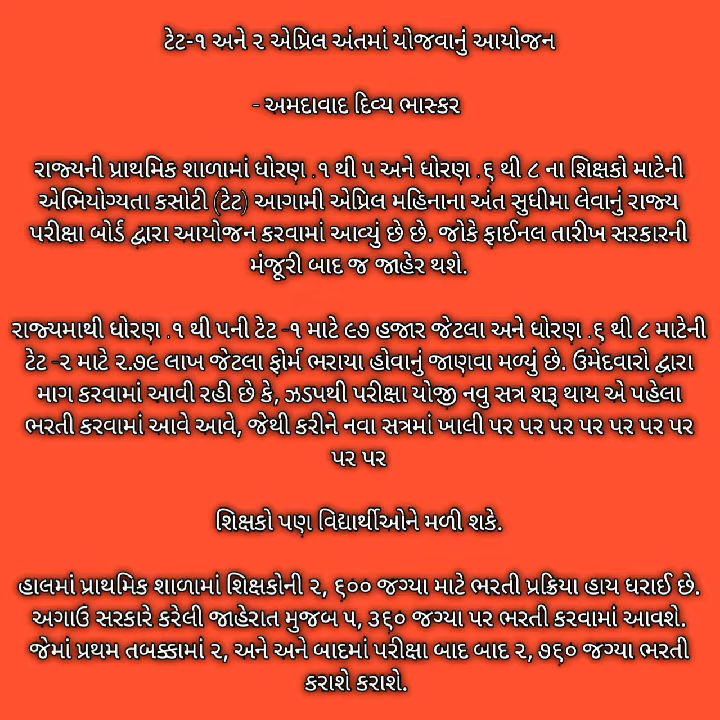 ટેટ-૧ અને ૨ એપ્રિલ અંતમાં યોજવાનું આયોજન
- અમદાવાદ દિવ્ય ભાસ્કર
રાજ્યની પ્રાથમિક શાળામાં ધોરણ .૧ થી ૫ અને ધોરણ .૬ થી ૮ ના શિક્ષકો માટેની
એભિયોગ્યતા કસોટી (ટેટ) આગામી એપ્રિલ મહિનાના અંત સુધીમા લેવાનું રાજ્ય
પરીક્ષા બોર્ડ દ્વારા આયોજન કરવામાં આવ્યું છે છે. જોકે ફાઈનલ તારીખ સરકારની
મંજૂરી બાદ જ જાહેર થશે.
રાજ્યમાથી ધોરણ .૧ થી ૫ની ટેટ -૧ માટે ૯૭ હજાર જેટલા અને ધોરણ .૬ થી ૮ માટેની
ટેટ -૨ માટે ૨.૭૯ લાખ જેટલા ફોર્મ ભરાયા હોવાનું જાણવા મળ્યું છે. ઉમેદવારો દ્વારા
માગ કરવામાં આવી રહી છે કે, ઝડપથી પરીક્ષા યોજી નવુ સત્ર શરૂ થાય એ પહેલા
ભરતી કરવામાં આવે આવે, જેથી કરીને નવા સત્રમાં ખાલી પર પર પર પર પર પર પર
પર પર
શિક્ષકો પણ વિદ્યાર્થીઓને મળી શકે.
હાલમાં પ્રાથમિક શાળામાં શિક્ષકોની ૨, ૬૦૦ જગ્યા માટે ભરતી પ્રક્રિયા હાય ધરાઈ છે.
અગાઉ સરકારે કરેલી જાહેરાત મુજબ ૫, ૩૬૦ જગ્યા પર ભરતી કરવામાં આવશે.
જેમાં પ્રથમ તબક્કામાં ૨, અને અને બાદમાં પરીક્ષા બાદ બાદ ૨, ૭૬૦ જગ્યા ભરતી
કરાશે કરાશે.